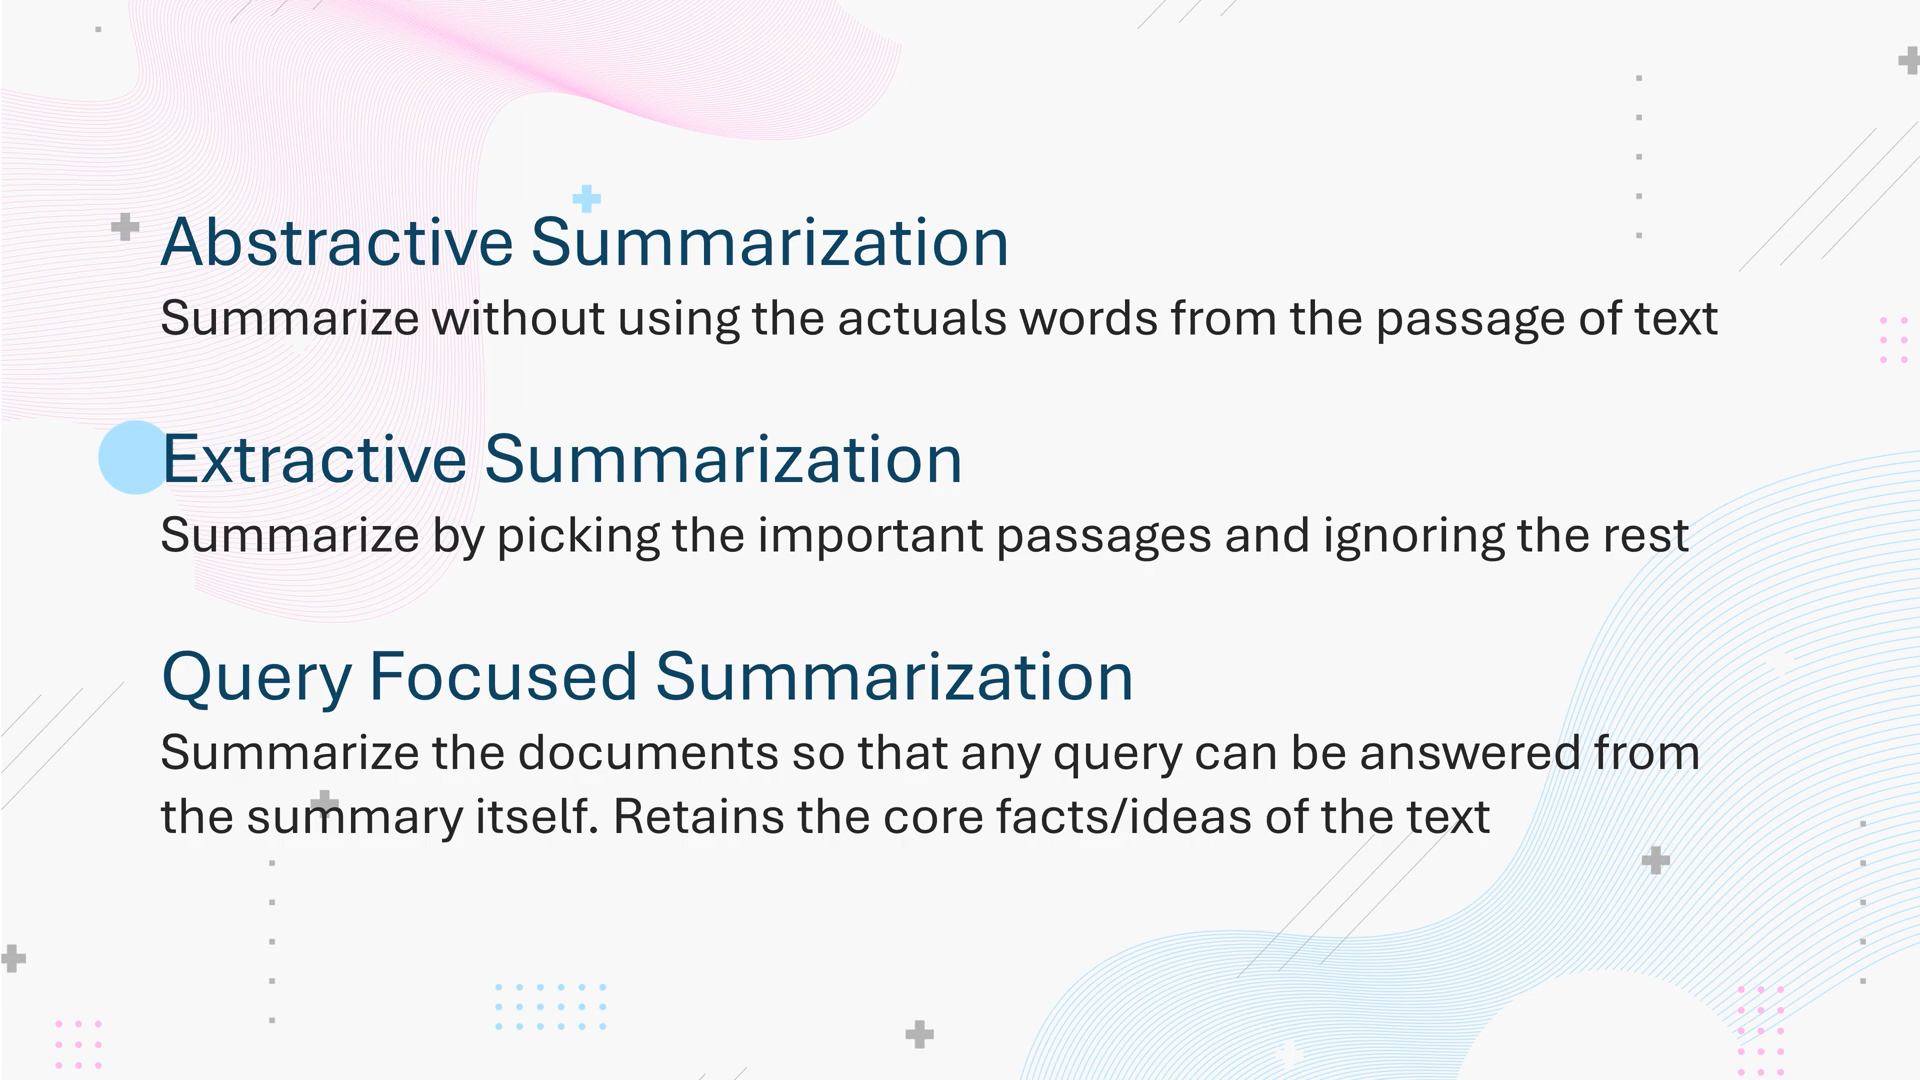 Abstractive Summarization
Summarize without using the actuals words from the passage of text
Extractive Summarization
Summarize by picking the important passages and ignoring the rest
Query Focused Summarization
Summarize the documents so that any query can be answered from
the summary itself. Retains the core facts/ideas of the text